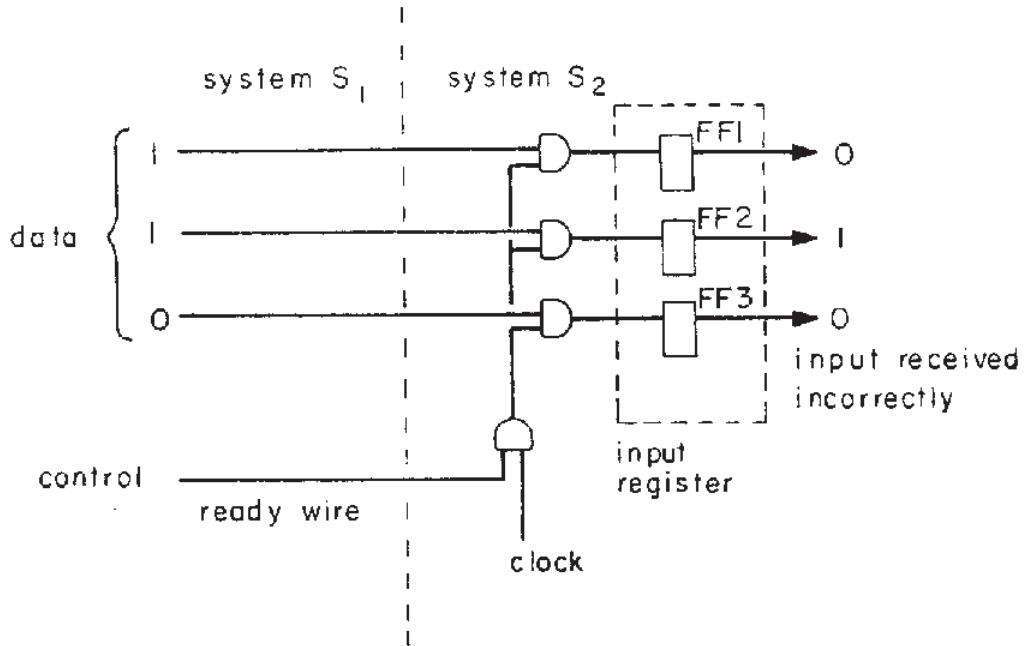 system S1
system S2
1
FF1
0
data
1
FF2
1
0
FF3
0
input received
incorrectly
control
ready wire
input
register
clock